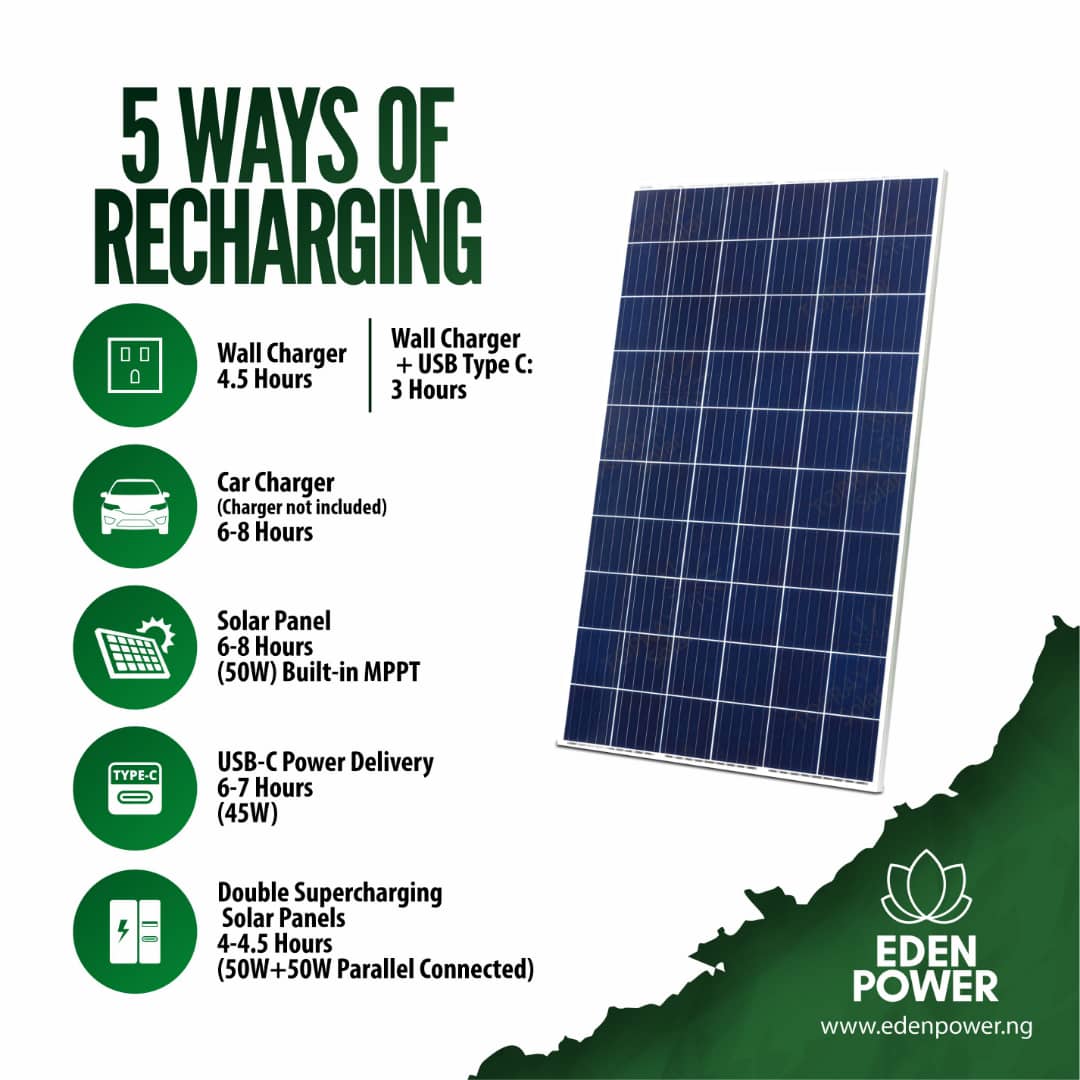 5 WAYS OF
RECHARGING
Wall Charger
4.5 Hours
Wall Charger
+ USB Type C:
3 Hours
Car Charger
(Charger not included)
6-8 Hours
Solar Panel
6-8 Hours
(50W) Built-in MPPT
TYPE-C
USB-C Power Delivery
6-7 Hours
(45W)
Double Supercharging
Solar Panels
4-4.5 Hours
(50W+50W Parallel Connected)
EDEN
POWER
www.edenpower.ng